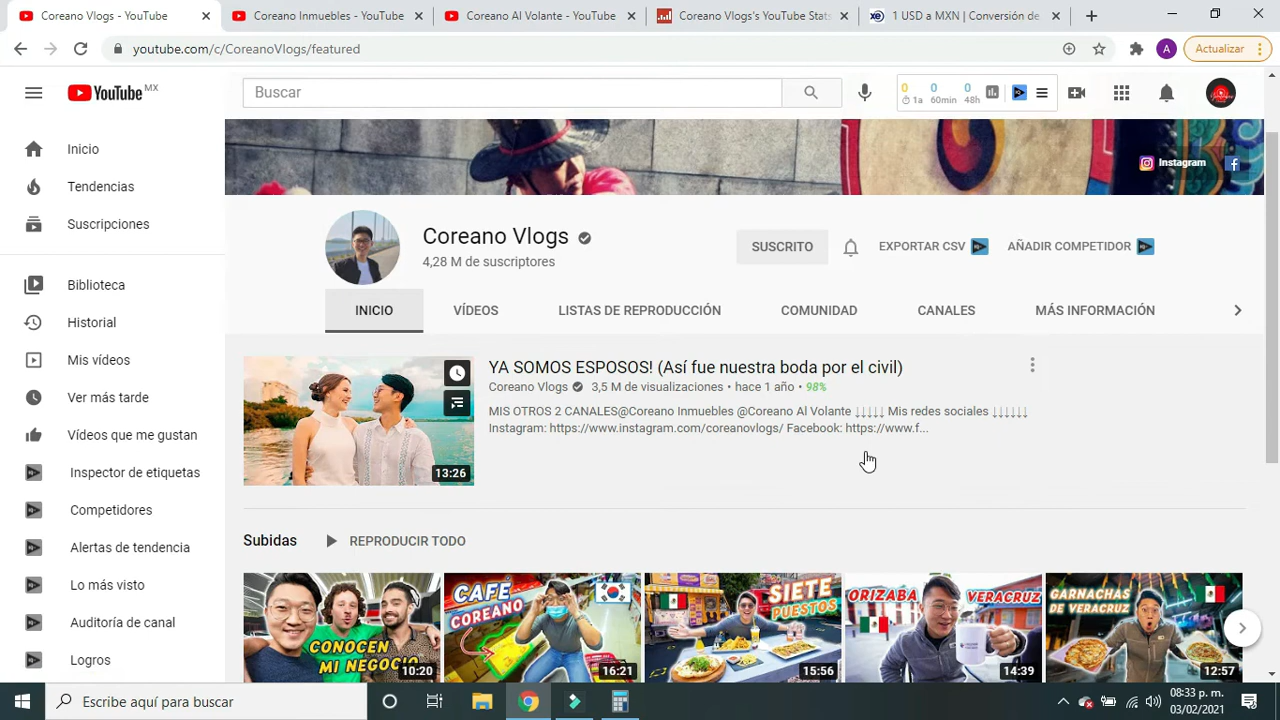 Coreano Vlogs - YouTube
Coreano Inmuebles - YouTube
Coreano Al Volante - YouTube
Coreano Vlogs's YouTube Stats
1 USD a MXN | Conversión de
youtube.com/c/CoreanoVlogs/featured
A
Actualizar
YouTube MX
Buscar
0 0 0
1a 60min 48h
Inicio
Tendencias
Suscripciones
Biblioteca
Historial
Mis vídeos
Ver más tarde
Vídeos que me gustan
Inspector de etiquetas
Competidores
Alertas de tendencia
Lo más visto
Auditoría de canal
Logros
Instagram
Coreano Vlogs
4,28 M de suscriptores
SUSCRITO
EXPORTAR CSV
AÑADIR COMPETIDOR
INICIO
VÍDEOS
LISTAS DE REPRODUCCIÓN
COMUNIDAD
CANALES
MÁS INFORMACIÓN
YA SOMOS ESPOSOS! (Así fue nuestra boda por el civil)
Coreano Vlogs 3,5 M de visualizaciones • hace 1 año • 98%
MIS OTROS 2 CANALES@Coreano Inmuebles @Coreano Al Volante ↓↓↓↓↓ Mis redes sociales ↓↓↓↓↓↓
Instagram: https://www.instagram.com/coreanovlogs/ Facebook: https://www.f...
13:26
Subidas
REPRODUCIR TODO
CONOCEN
MI NEGOCIO
10:20
CAFÉ
COREANO
16:21
SIETE
PUESTOS
15:56
ORIZABA VERACRUZ
14:39
GARNACHAS
DE VERACRUZ
12:57
Escribe aquí para buscar
08:33 p. m.
03/02/2021